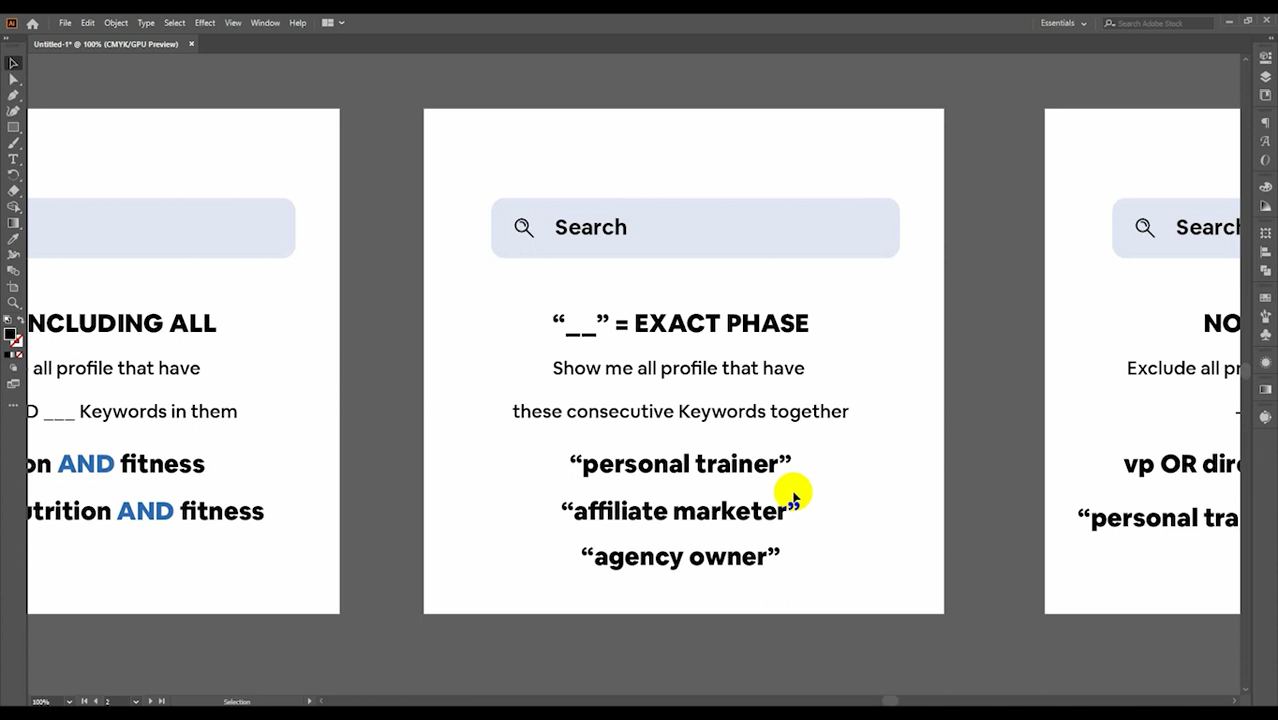 File Edit Object Type Select Effect View Window Help
Essentials
Search Adobe Stock
Untitled-1* @ 100% (CMYK/GPU Preview)
Search
Search
NCLUDING ALL
all profile that have
D ___ Keywords in them
on AND fitness
utrition AND fitness
“__” = EXACT PHASE
Show me all profile that have
these consecutive Keywords together
“personal trainer”
“affiliate marketer”
“agency owner”
NO
Exclude all pr
vp OR dire
“personal tra
100%
2
Selection